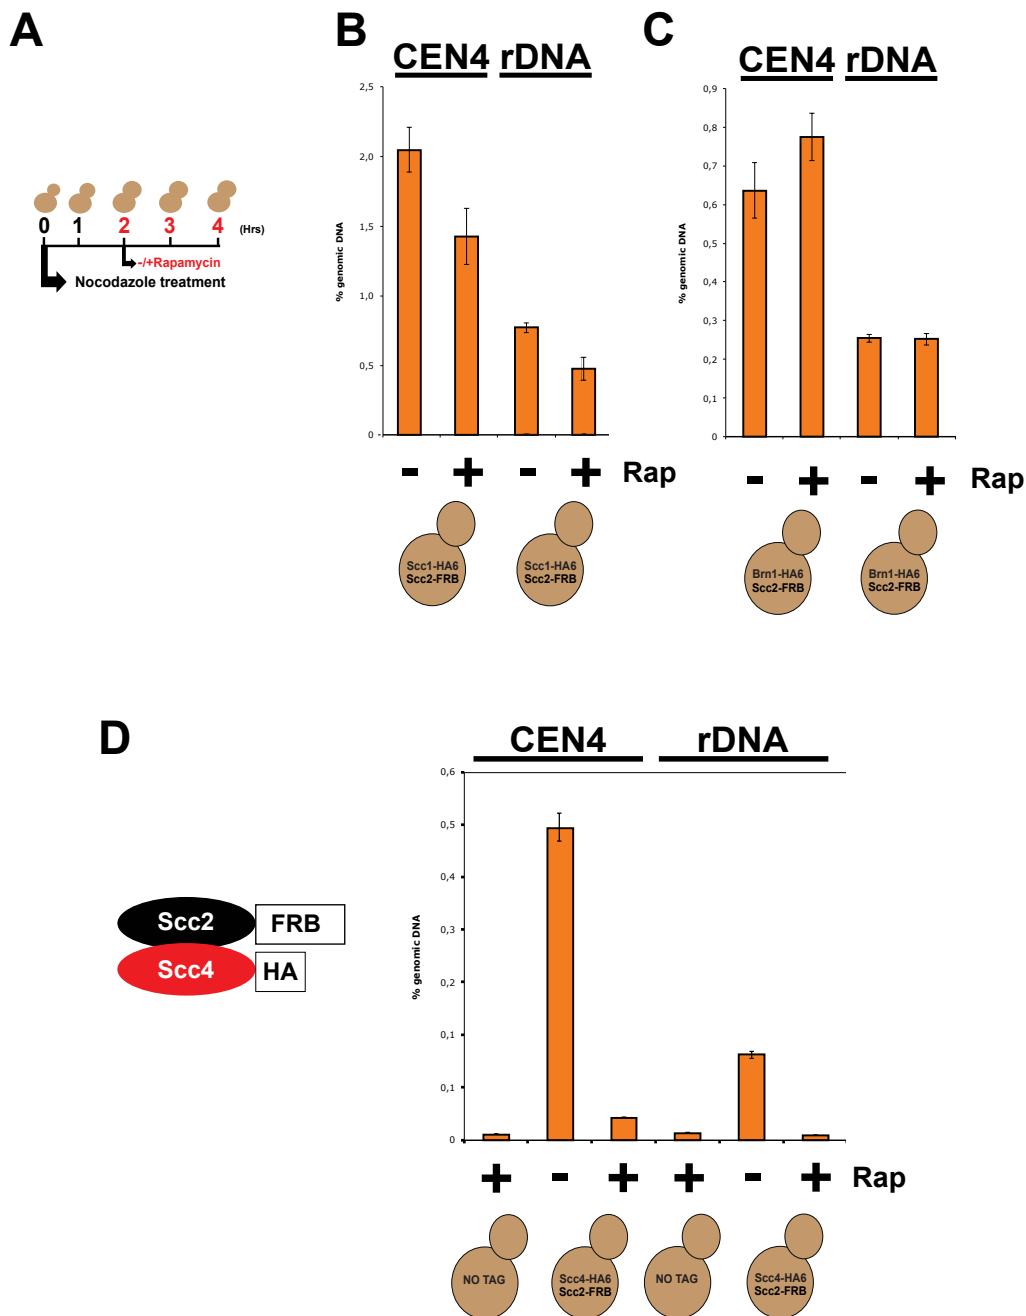 A
0 1 2 3 4 (Hrs)
-/+Rapamycin
Nocodazole treatment
B
CEN4 rDNA
% genomic DNA
2,5
2,0
1,5
1,0
0,5
0
- + - + Rap
Scc1-HA6
Scc2-FRB
Scc1-HA6
Scc2-FRB
C
CEN4 rDNA
% genomic DNA
0,9
0,8
0,7
0,6
0,5
0,4
0,3
0,2
0,1
0
- + - + Rap
Brn1-HA6
Scc2-FRB
Brn1-HA6
Scc2-FRB
D
Scc2 FRB
Scc4 HA
CEN4 rDNA
% genomic DNA
0,6
0,5
0,4
0,3
0,2
0,1
0,1
0
+ - + + - + Rap
NO TAG
Scc4-HA6
Scc2-FRB
NO TAG
Scc4-HA6
Scc2-FRB